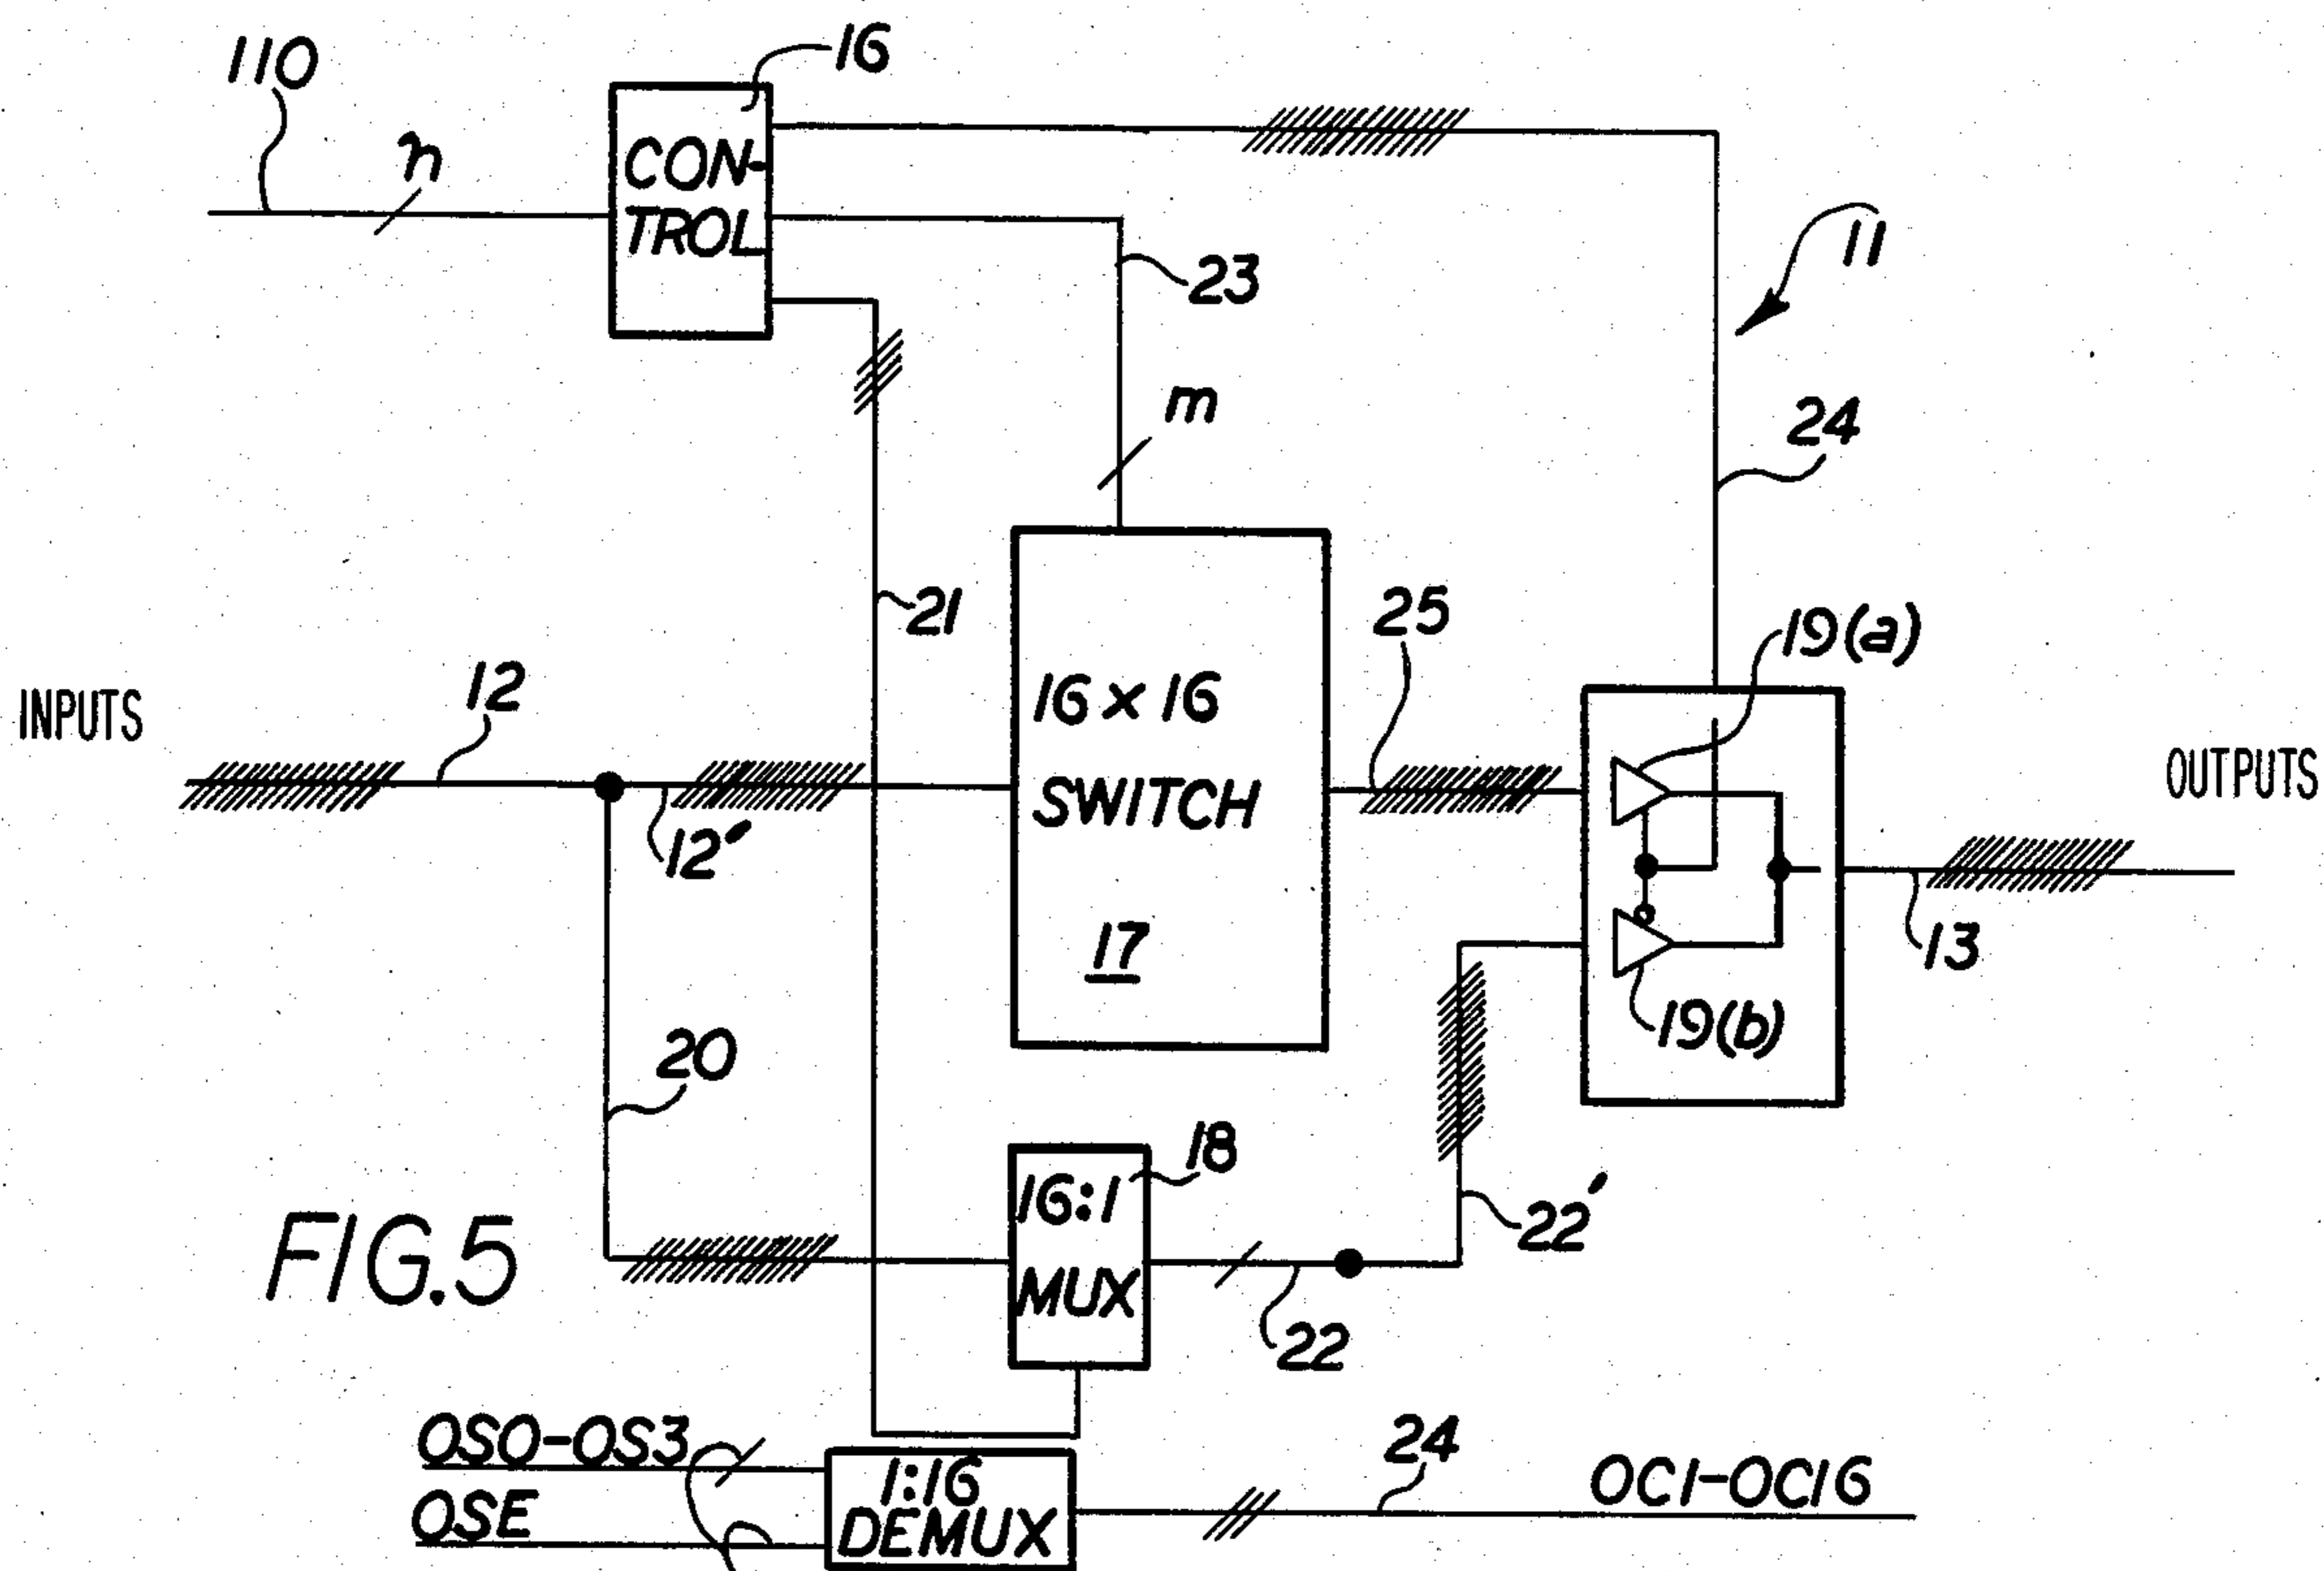 110
16
n
CON-
TROL
11
23
m
24
21
25
19(a)
INPUTS
12
16 x 16
SWITCH
OUTPUTS
12'
17
13
19(b)
20
18
16:1
MUX
22'
FIG.5
22
OS0-OS3
24
OC1-OC16
1:16
DEMUX
OSE